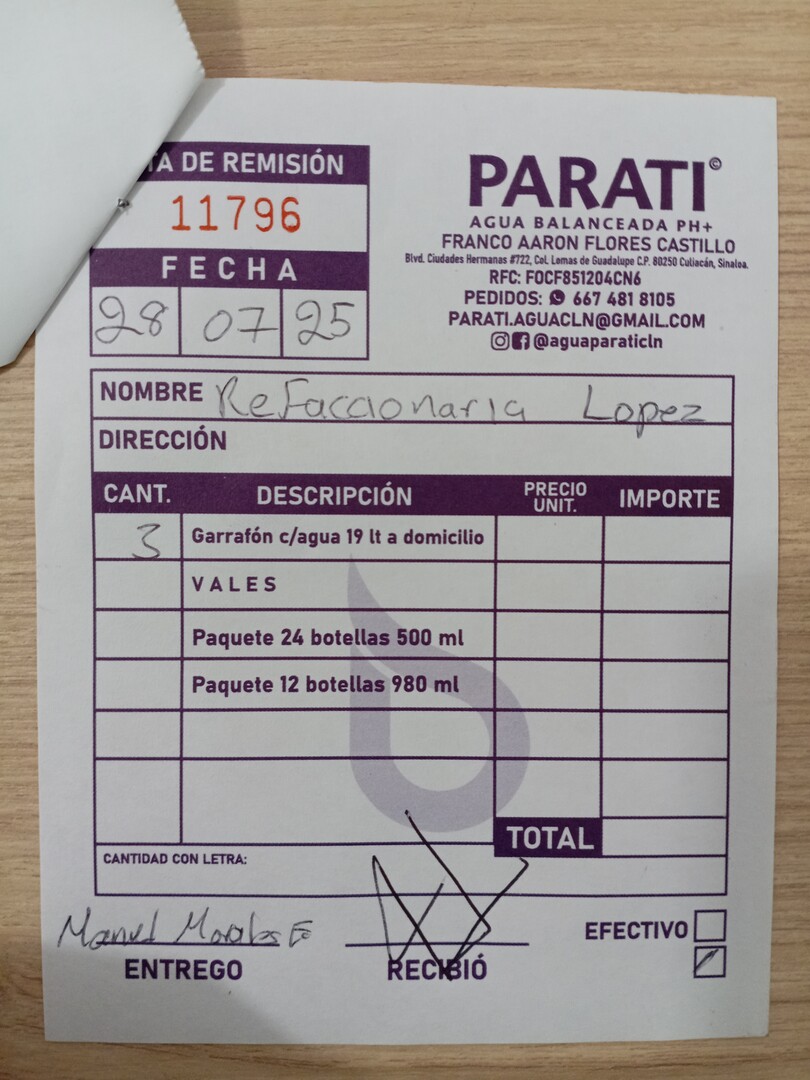 TA DE REMISIÓN
11796
FECHA
28 07 25
PARATI©
AGUA BALANCEADA PH+
FRANCO AARON FLORES CASTILLO
Blvd. Ciudades Hermanas #722, Col. Lomas de Guadalupe C.P. 80250 Culiacán, Sinaloa.
RFC: FOCF851204CN6
PEDIDOS: 667 481 8105
PARATI.AGUACLN@GMAIL.COM
@aguaparaticln
NOMBRE Refaccionaria Lopez
DIRECCIÓN
CANT. DESCRIPCIÓN PRECIO UNIT. IMPORTE
3 Garrafón c/agua 19 lt a domicilio
VALES
Paquete 24 botellas 500 ml
Paquete 12 botellas 980 ml
TOTAL
CANTIDAD CON LETRA:
Manuel Morales
ENTREGO
RECIBIÓ
EFECTIVO